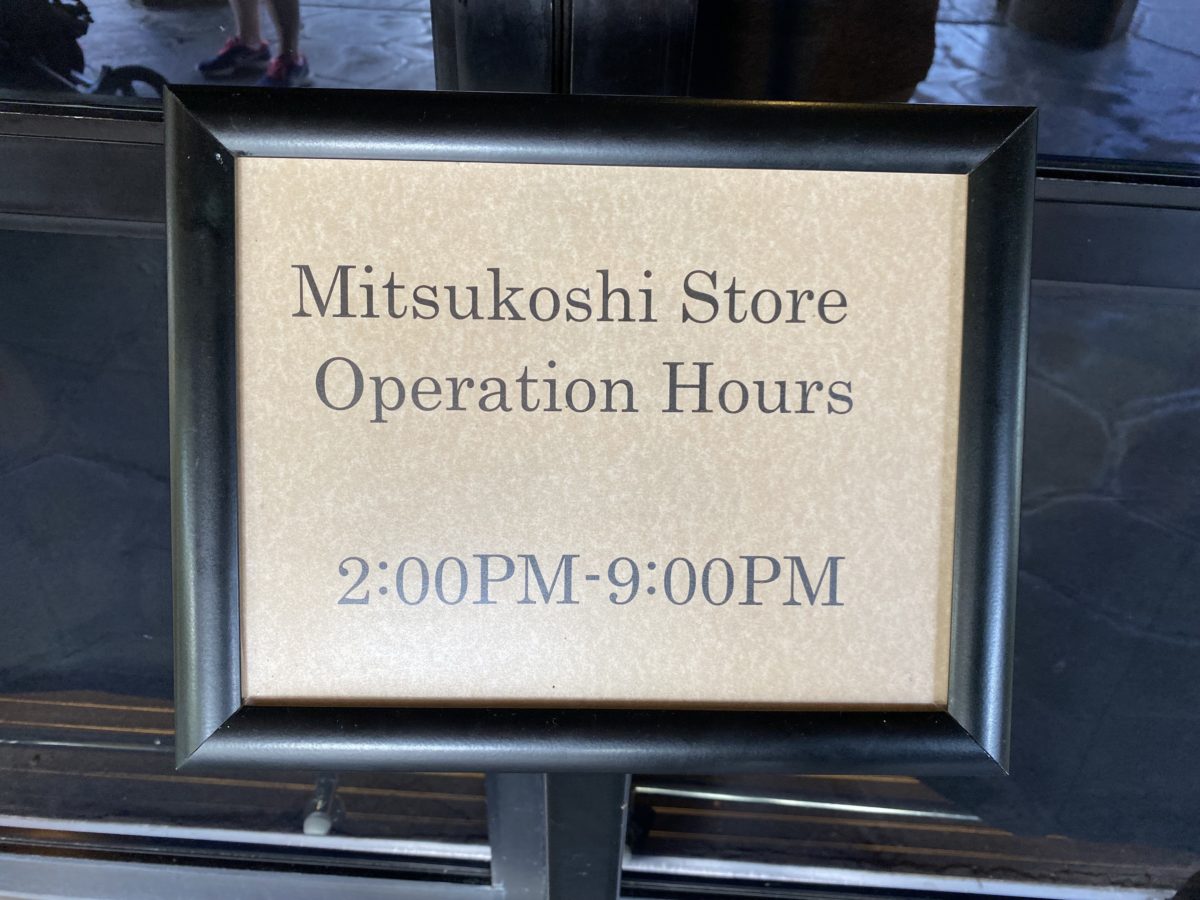 Mitsukoshi Store
Operation Hours
2:00PM-9:00PM